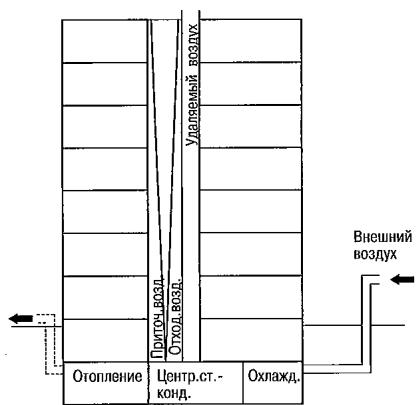 Удаляемый воздух
Приточ.возд.
Отход.возд.
Внешний
воздух
Отопление
Центр.ст.-
конд.
Охлажд.